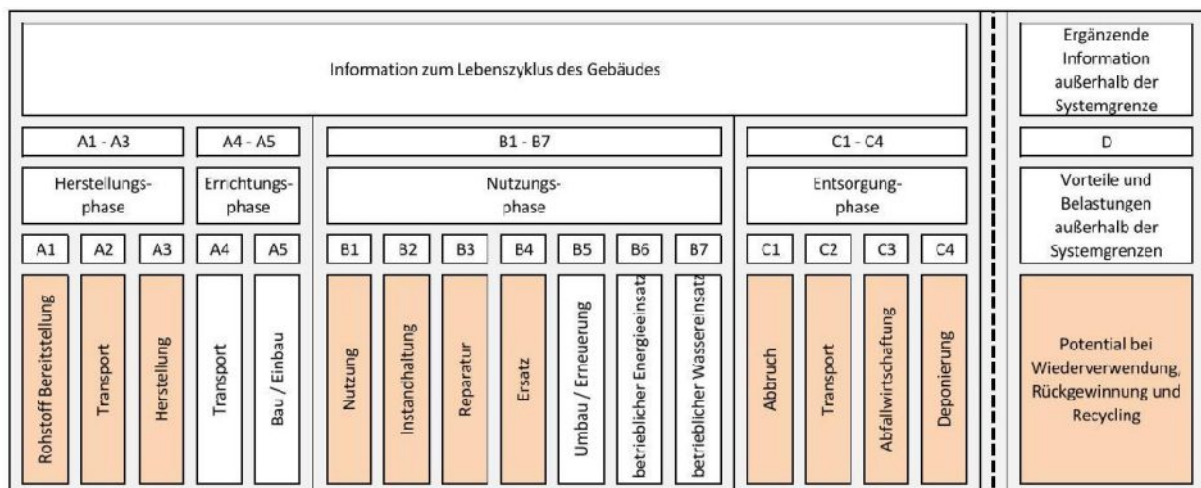 Information zum Lebenszyklus des Gebäudes
Ergänzende
Information
außerhalb der
Systemgrenze
A1 - A3
A4 - A5
B1 - B7
C1 - C4
D
Herstellungs-
phase
Errichtungs-
phase
Nutzungs-
phase
Entsorgung-
phase
Vorteile und
Belastungen
außerhalb der
Systemgrenzen
A1
A2
A3
A4
A5
B1
B2
B3
B4
B5
B6
B7
C1
C2
C3
C4
Rohstoff Bereitstellung
Transport
Herstellung
Transport
Bau / Einbau
Nutzung
Instandhaltung
Reparatur
Ersatz
Umbau / Erneuerung
betrieblicher Energieeinsatz
betrieblicher Wassereinsatz
Abbruch
Transport
Abfallwirtschaftung
Deponierung
Potential bei
Wiederverwendung,
Rückgewinnung und
Recycling